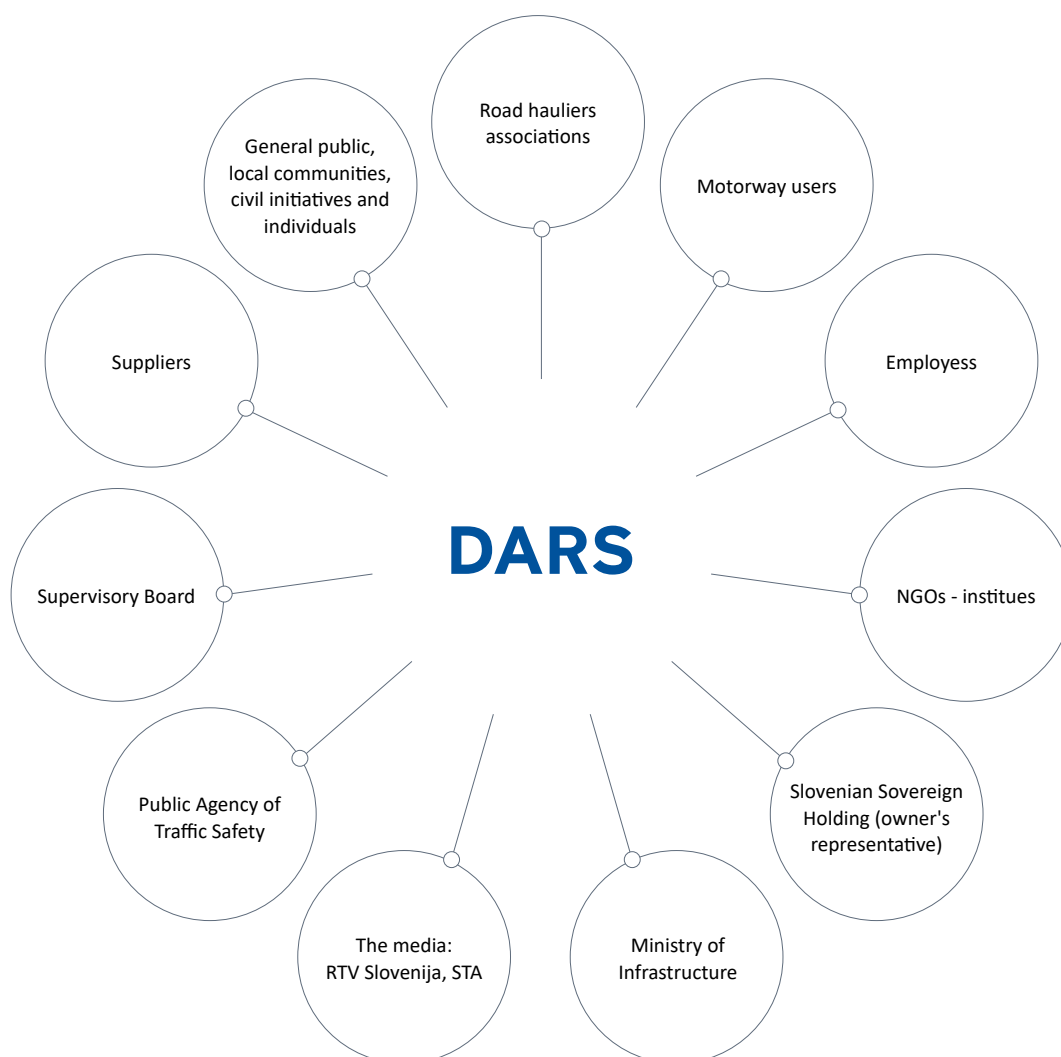 Road hauliers
associations
General public,
local communities,
civil initiatives and
individuals
Motorway users
Suppliers
Employess
DARS
Supervisory Board
NGOs - institues
Public Agency of
Traffic Safety
Slovenian Sovereign
Holding (owner's
representative)
The media:
RTV Slovenija, STA
Ministry of
Infrastructure